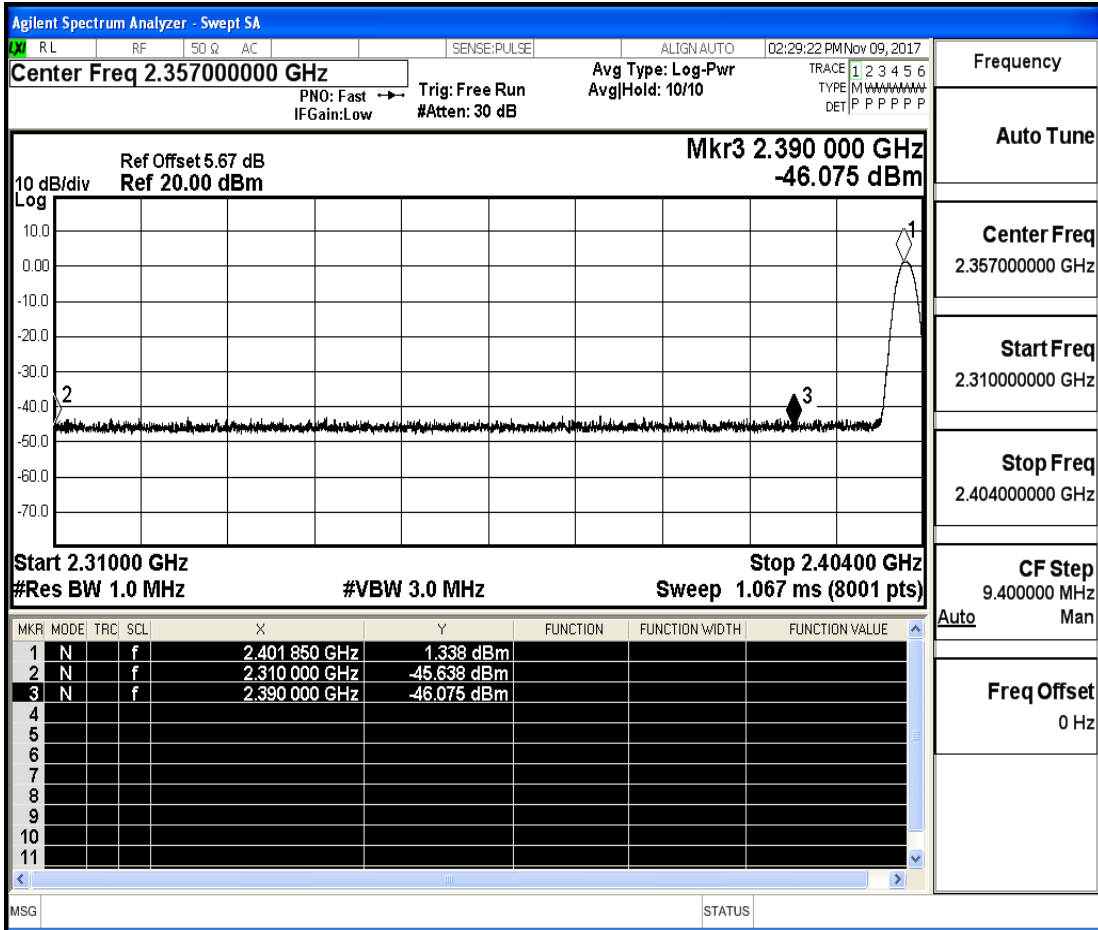 Agilent Spectrum Analyzer - Swept SA
LXI RL RF 50 Ω AC SENSE:PULSE ALIGN AUTO 02:29:22 PM Nov 09, 2017
Center Freq 2.357000000 GHz
PNO: Fast
IFGain:Low
Trig: Free Run
#Atten: 30 dB
Avg Type: Log-Pwr
Avg|Hold: 10/10
TRACE 1 2 3 4 5 6
TYPE M WWWWW
DET P P P P P P
Mkr3 2.390 000 GHz
-46.075 dBm
Ref Offset 5.67 dB
10 dB/div Ref 20.00 dBm
Log
10.0
0.00
-10.0
-20.0
-30.0
-40.0
-50.0
-60.0
-70.0
1
2
3
Start 2.31000 GHz Stop 2.40400 GHz
#Res BW 1.0 MHz #VBW 3.0 MHz Sweep 1.067 ms (8001 pts)
MKR MODE TRC SCL X Y FUNCTION FUNCTION WIDTH FUNCTION VALUE
1 N f 2.401 850 GHz 1.338 dBm
2 N f 2.310 000 GHz -45.638 dBm
3 N f 2.390 000 GHz -46.075 dBm
4
5
6
7
8
9
10
11
MSG STATUS
Frequency
Auto Tune
Center Freq
2.357000000 GHz
Start Freq
2.310000000 GHz
Stop Freq
2.404000000 GHz
CF Step
9.400000 MHz
Auto Man
Freq Offset
0 Hz